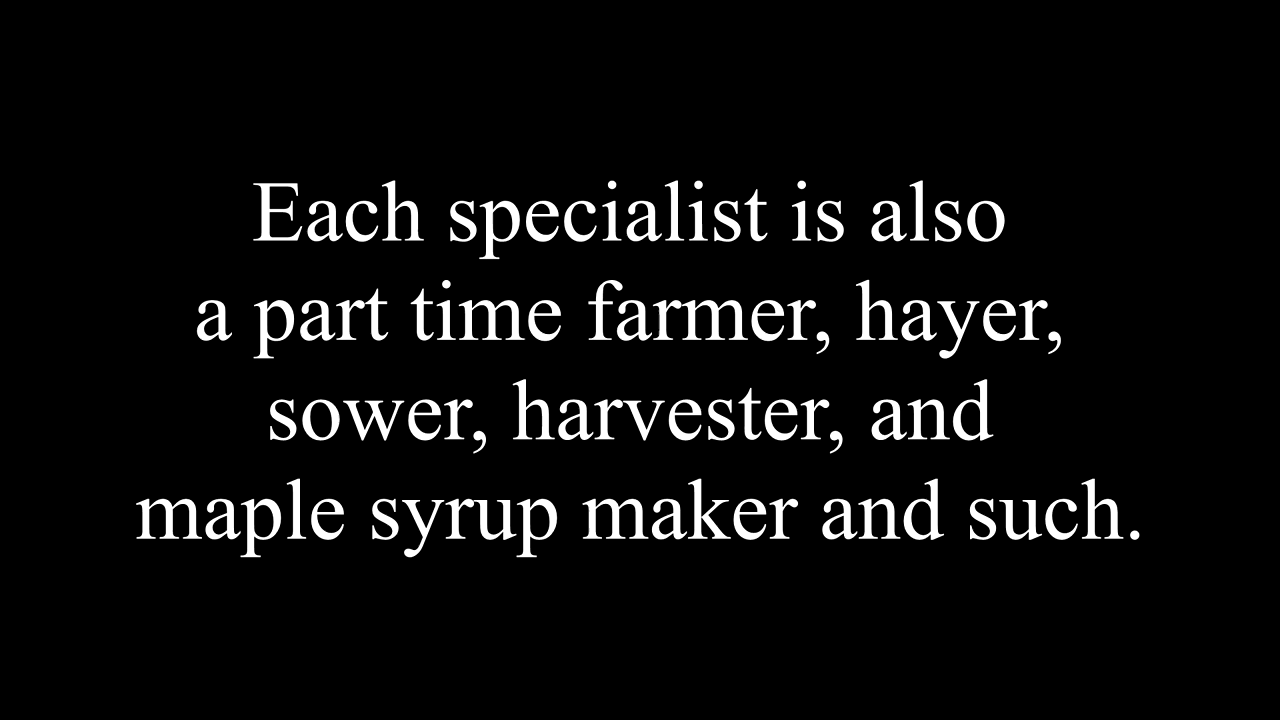 Each specialist is also
a part time farmer, hayer,
sower, harvester, and
maple syrup maker and such.